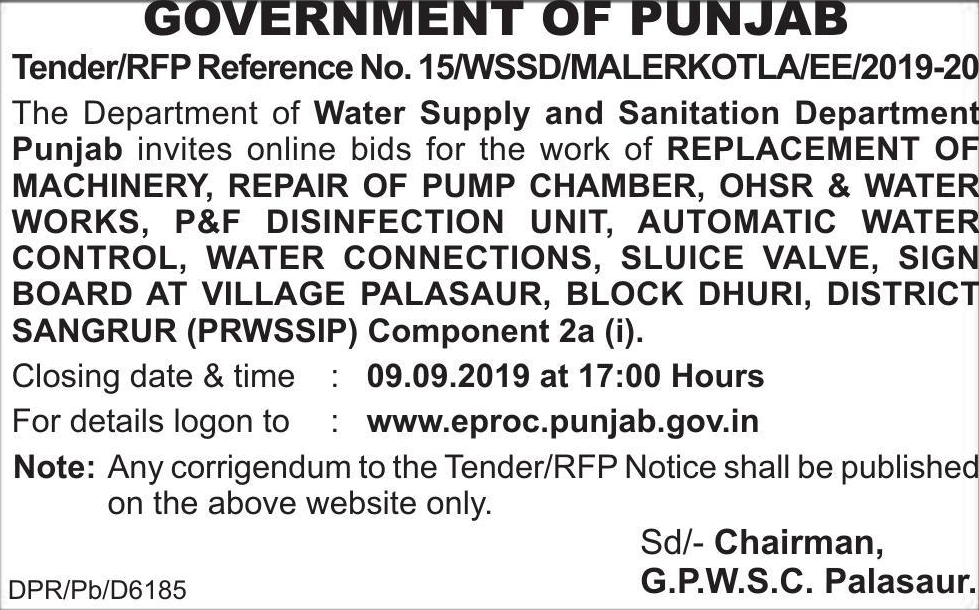 GOVERNMENT OF PUNJAB
Tender/RFP Reference No. 15/WSSD/MALERKOTLA/EE/2019-20
The Department of Water Supply and Sanitation Department
Punjab invites online bids for the work of REPLACEMENT OF
MACHINERY, REPAIR OF PUMP CHAMBER, OHSR & WATER
WORKS, P&F DISINFECTION UNIT, AUTOMATIC WATER
CONTROL, WATER CONNECTIONS, SLUICE VALVE, SIGN
BOARD AT VILLAGE PALASAUR, BLOCK DHURI, DISTRICT
SANGRUR (PRWSSIP) Component 2a (i).
Closing date & time : 09.09.2019 at 17:00 Hours
For details logon to : www.eproc.punjab.gov.in
Note: Any corrigendum to the Tender/RFP Notice shall be published
on the above website only.
Sd/- Chairman,
G.P.W.S.C. Palasaur.
DPR/Pb/D6185